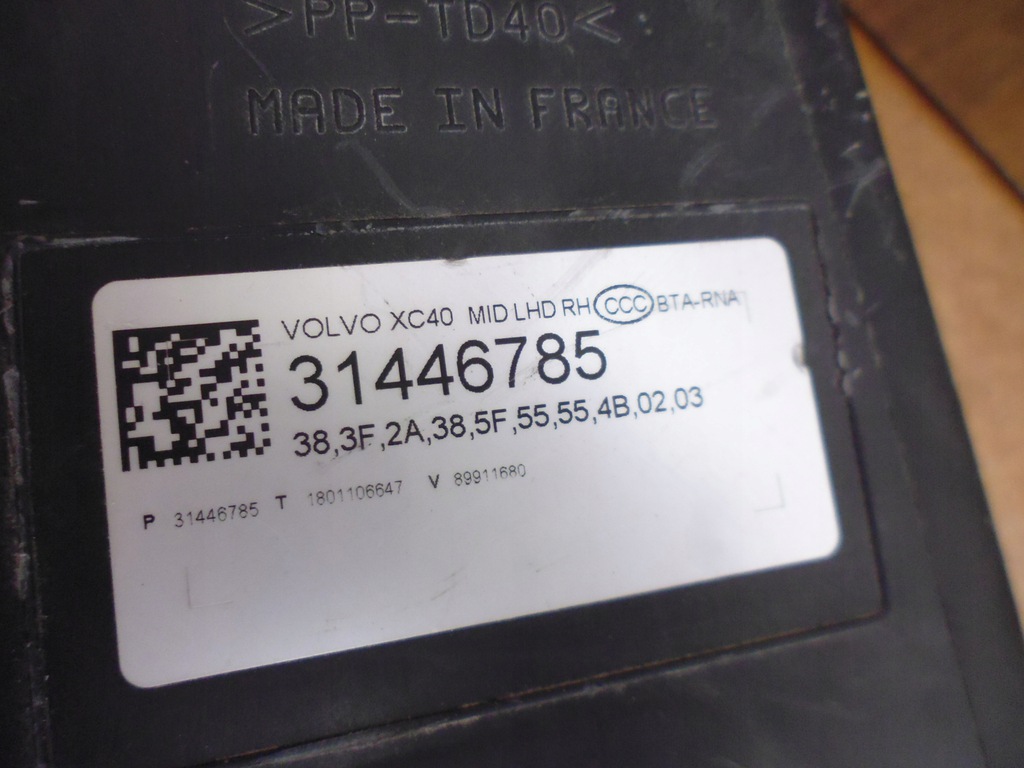 >PP-TD40<
MADE IN FRANCE
VOLVO XC40 MID LHD RH CCC BTA-RNA
31446785
38,3F,2A,38,5F,55,55,4B,02,03
P 31446785 T 1801106647 V 89911680